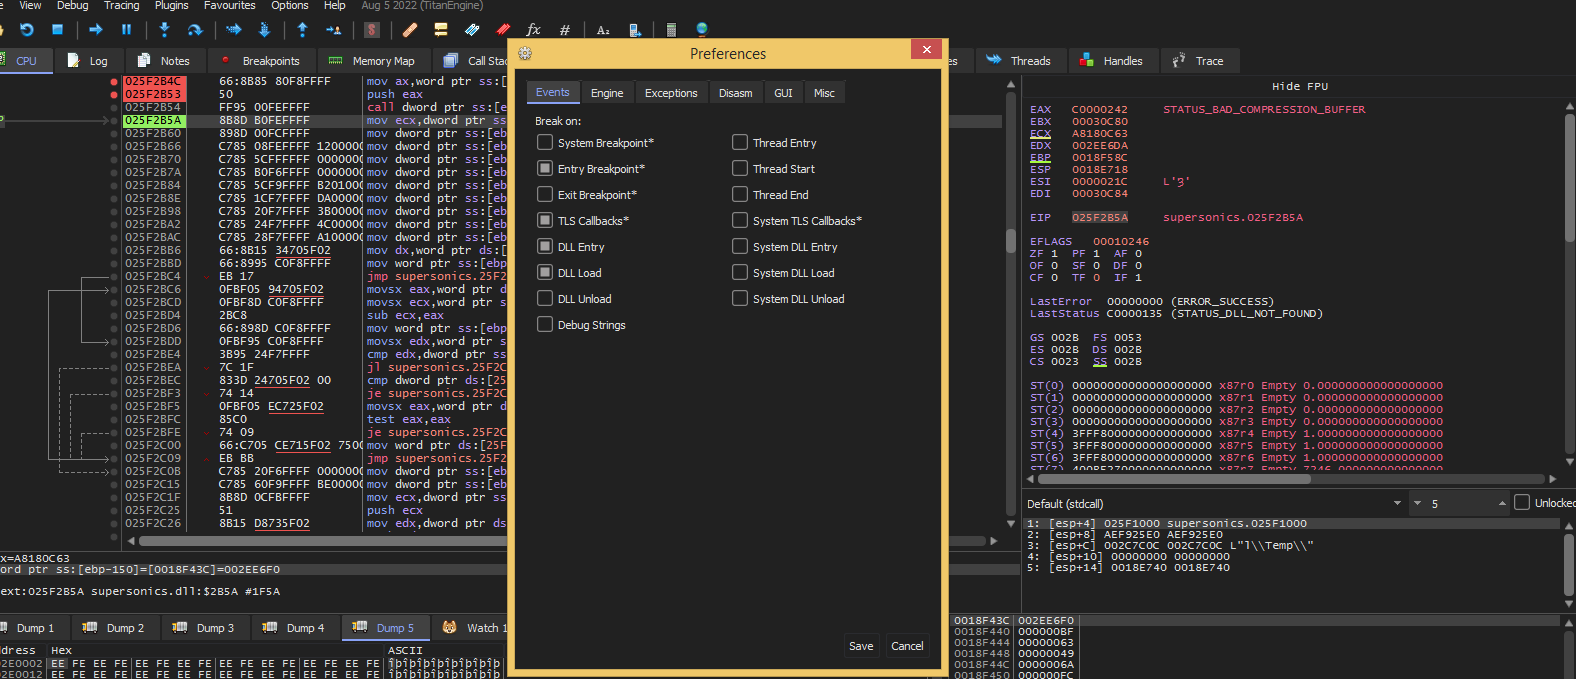 View Debug Tracing Plugins Favourites Options Help Aug 5 2022 (TitanEngine)
CPU Log Notes Breakpoints Memory Map Call Stac
Threads Handles Trace
025F2B4C 66:8B85 80F8FFFF mov ax,word ptr ss:[
025F2B53 50 push eax
025F2B54 FF95 00FEFFFF call dword ptr ss:[e
025F2B5A 8B8D B0FEFFFF mov ecx,dword ptr ss
025F2B60 898D 00FCFFFF mov dword ptr ss:[eb
025F2B66 C785 08FEFFFF 1200000 mov dword ptr ss:[eb
025F2B70 C785 5CFFFFFF 0000000 mov dword ptr ss:[eb
025F2B7A C785 B0F6FFFF 0000000 mov dword ptr ss:[eb
025F2B84 C785 5CF9FFFF B201000 mov dword ptr ss:[eb
025F2B8E C785 1CF7FFFF DA00000 mov dword ptr ss:[eb
025F2B98 C785 20F7FFFF 3B00000 mov dword ptr ss:[eb
025F2BA2 C785 24F7FFFF 4C00000 mov dword ptr ss:[eb
025F2BAC C785 28F7FFFF A100000 mov dword ptr ss:[eb
025F2BB6 66:8B15 34705F02 mov dx,word ptr ds:[
025F2BBD 66:8995 C0F8FFFF mov word ptr ss:[ebp
025F2BC4 EB 17 jmp supersonics.25F2C
025F2BC6 0FBF05 94705F02 movsx eax,word ptr d
025F2BCD 0FBF8D C0F8FFFF movsx ecx,word ptr s
025F2BD4 2BC8 sub ecx,eax
025F2BD6 66:898D C0F8FFFF mov word ptr ss:[ebp
025F2BDD 0FBF95 C0F8FFFF movsx edx,word ptr s
025F2BE4 3B95 24F7FFFF cmp edx,dword ptr ss
025F2BEA 7C 1F jl supersonics.25F2C
025F2BEC 833D 24705F02 00 cmp dword ptr ds:[25
025F2BF3 74 14 je supersonics.25F2C
025F2BF5 0FBF05 EC725F02 movsx eax,word ptr d
025F2BFC 85C0 test eax,eax
025F2BFE 74 09 je supersonics.25F2C
025F2C00 66:C705 CE715F02 7500 mov word ptr ds:[25F
025F2C09 EB BB jmp supersonics.25F2
025F2C0B C785 20F6FFFF 0000000 mov dword ptr ss:[eb
025F2C15 C785 60F9FFFF BE00000 mov dword ptr ss:[eb
025F2C1F 8B8D 0CFBFFFF mov ecx,dword ptr ss
025F2C25 51 push ecx
025F2C26 8B15 D8735F02 mov edx,dword ptr ds
x=A8180C63
ord ptr ss:[ebp-150]=[0018F43C]=002EE6F0
ext:025F2B5A supersonics.dll:$2B5A #1F5A
Preferences
Events Engine Exceptions Disasm GUI Misc
Break on:
System Breakpoint* Thread Entry
Entry Breakpoint* Thread Start
Exit Breakpoint* Thread End
TLS Callbacks* System TLS Callbacks*
DLL Entry System DLL Entry
DLL Load System DLL Load
DLL Unload System DLL Unload
Debug Strings
Save Cancel
Hide FPU
EAX C0000242 STATUS_BAD_COMPRESSION_BUFFER
EBX 00030C80
ECX A8180C63
EDX 002EE6DA
EBP 0018F58C
ESP 0018E718
ESI 0000021C
EDI 00030C84
EIP 025F2B5A supersonics.025F2B5A
EFLAGS 00010246
ZF 1 PF 1 AF 0
OF 0 SF 0 DF 0
CF 0 TF 0 IF 1
LastError 00000000 (ERROR_SUCCESS)
LastStatus C0000135 (STATUS_DLL_NOT_FOUND)
GS 002B FS 0053
ES 002B DS 002B
CS 0023 SS 002B
ST(0) 00000000000000000000 x87r0 Empty 0.000000000000000000
ST(1) 00000000000000000000 x87r1 Empty 0.000000000000000000
ST(2) 00000000000000000000 x87r2 Empty 0.000000000000000000
ST(3) 00000000000000000000 x87r3 Empty 0.000000000000000000
ST(4) 3FFF8000000000000000 x87r4 Empty 1.000000000000000000
ST(5) 3FFF8000000000000000 x87r5 Empty 1.000000000000000000
ST(6) 3FFF8000000000000000 x87r6 Empty 1.000000000000000000
Default (stdcall) 5 Unlocked
1: [esp+4] 025F1000 supersonics.025F1000
2: [esp+8] AEF925E0 AEF925E0
3: [esp+C] 002C7C0C 002C7C0C L"l\\Temp\\"
4: [esp+10] 00000000 00000000
5: [esp+14] 0018E740 0018E740
Dump 1 Dump 2 Dump 3 Dump 4 Dump 5 Watch 1
dress Hex ASCII
02E0002 EE FE EE FE EE FE EE FE EE FE EE FE EE FE EE FE îþîþîþîþîþîþîþîþ
02E0012 EE FE EE FE EE FE EE FE EE FE EE FE EE FE EE FE îþîþîþîþîþîþîþîþ
0018F43C 002EE6F0
0018F440 000000BF
0018F444 00000063
0018F448 00000049
0018F44C 0000006A
0018F450 000000FC